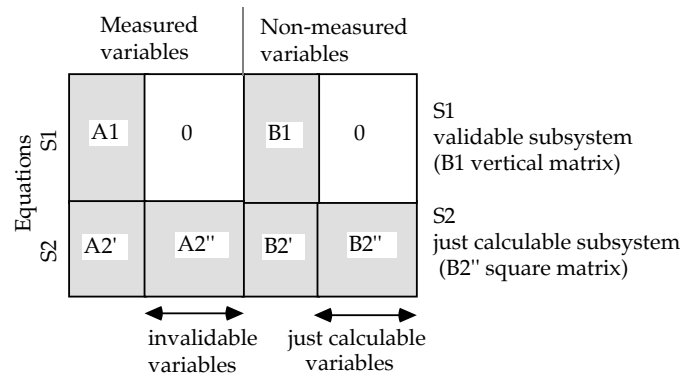 Measured
variables
Non-measured
variables
Equations
S1
S2
A1
0
B1
0
A2'
A2''
B2'
B2''
S1
validable subsystem
(B1 vertical matrix)
S2
just calculable subsystem
(B2'' square matrix)
invalidable
variables
just calculable
variables